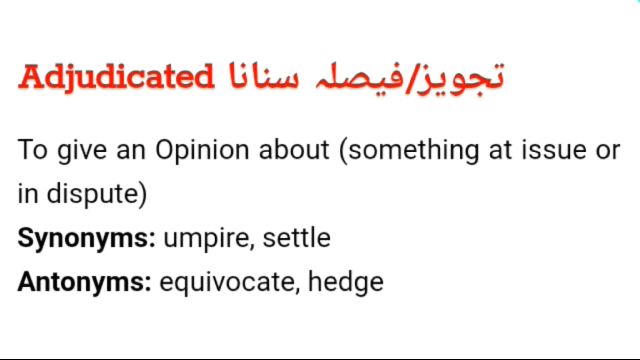 Adjudicated تجویز/فیصلہ سنانا
To give an Opinion about (something at issue or
in dispute)
Synonyms: umpire, settle
Antonyms: equivocate, hedge